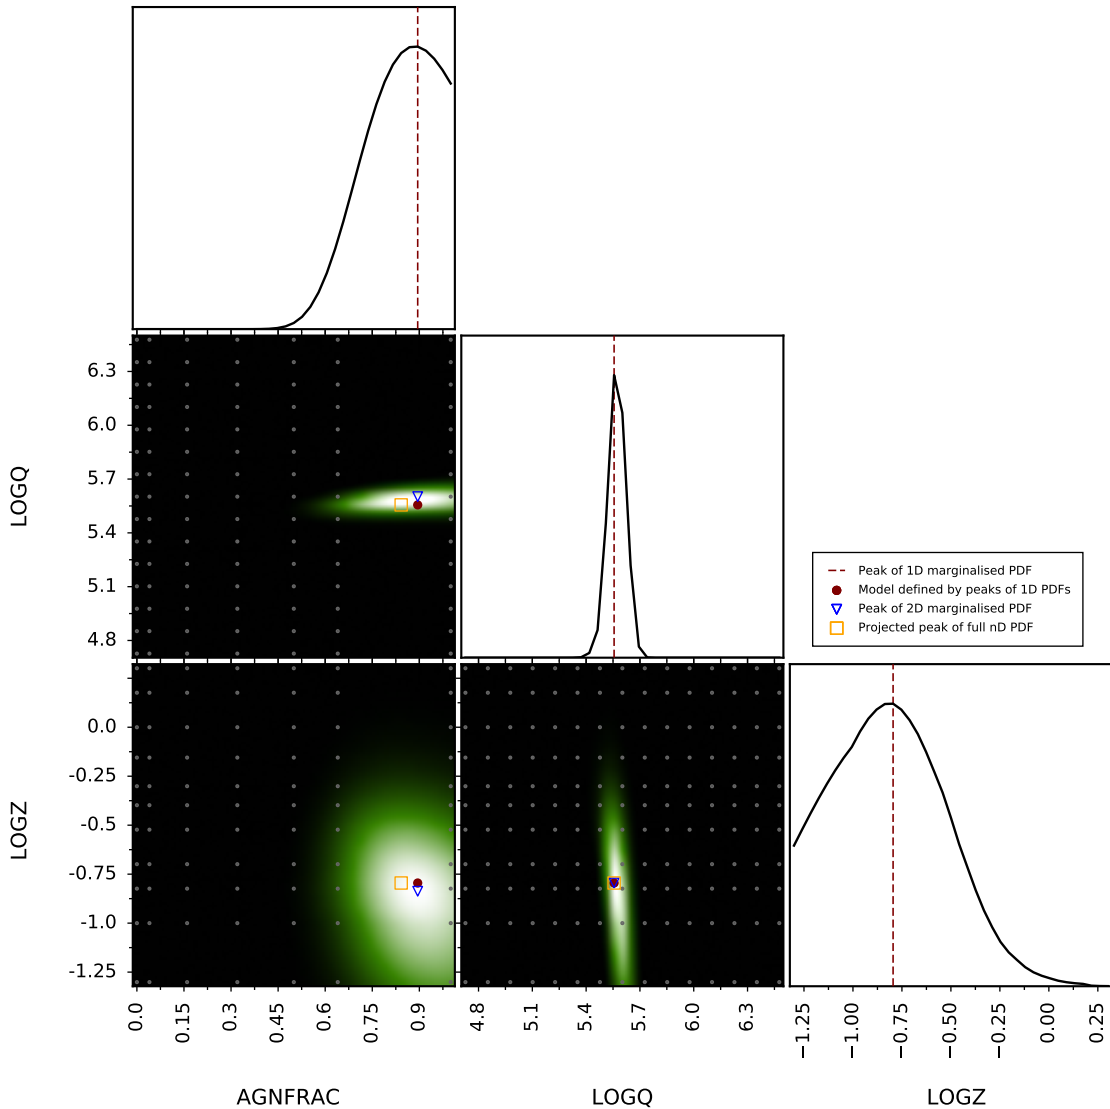 LOGQ
6.3
6.0
5.7
5.4
5.1
4.8
Peak of 1D marginalised PDF
Model defined by peaks of 1D PDFs
Peak of 2D marginalised PDF
Projected peak of full nD PDF
LOGZ
0.0
-0.25
-0.5
-0.75
-1.0
-1.25
0.0 0.15 0.3 0.45 0.6 0.75 0.9
4.8 5.1 5.4 5.7 6.0 6.3
−1.25 −1.00 −0.75 −0.50 −0.25 0.00 0.25
AGNFRAC LOGQ LOGZ